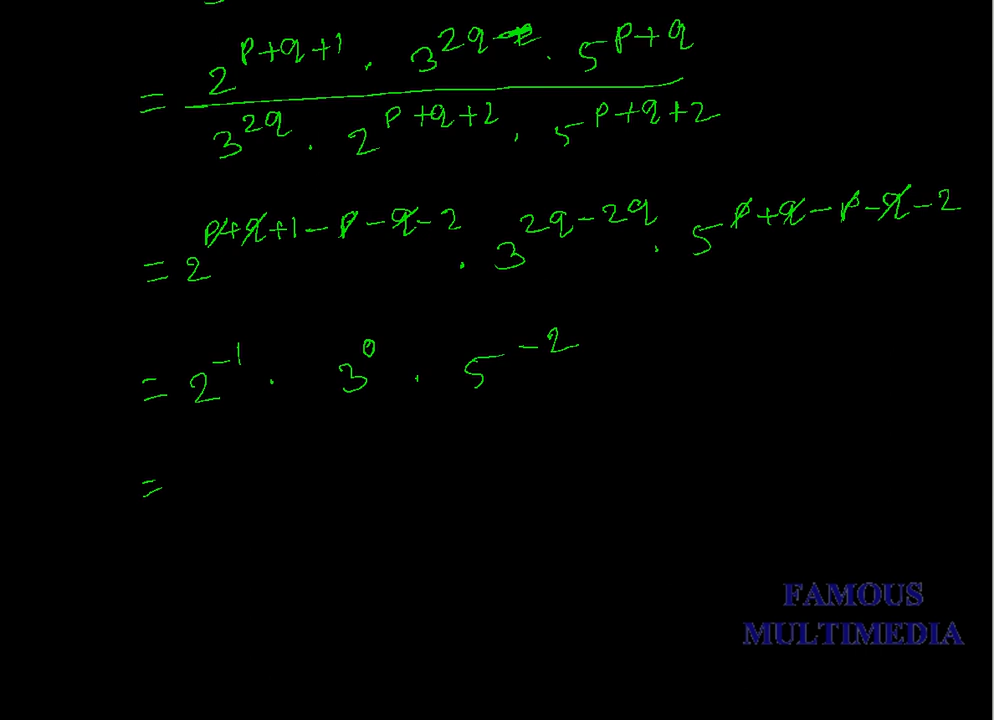 = 2^{p+q+1} · 3^{2q} · 5^{p+q} / 3^{2q} · 2^{p+q+2} · 5^{p+q+2}
= 2^{p+q+1-p-q-2} · 3^{2q-2q} · 5^{p+q-p-q-2}
= 2^{-1} · 3^{0} · 5^{-2}
=
FAMOUS
MULTIMEDIA